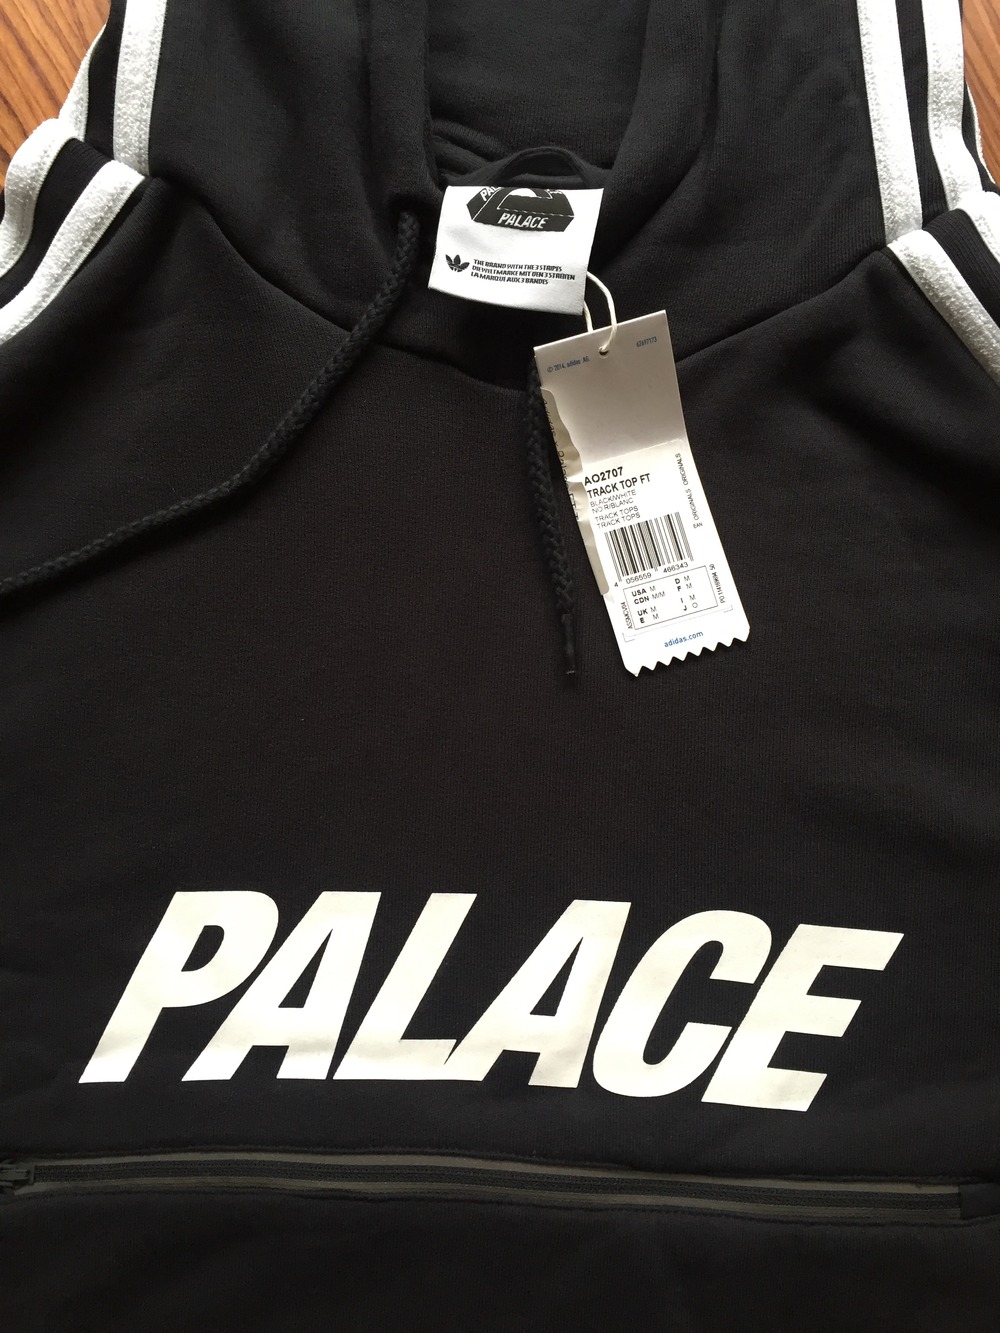 PALACE
THE BRAND WITH THE 3 STRIPES
DIE WELTMARKE MIT DEN 3 STREIFEN
LA MARQUE AUX 3 BANDES
© 2014, adidas AG.
63697173
AO2707
TRACK TOP FT
BLACK/WHITE
NOIR/BLANC
TRACK TOPS
TRACK TOPS
ORIGINALS ORIGINALS
EAN
4 056559 466343
USA M D M
CDN M/M F M
UK M I M
E M J O
adidas.com
PALACE